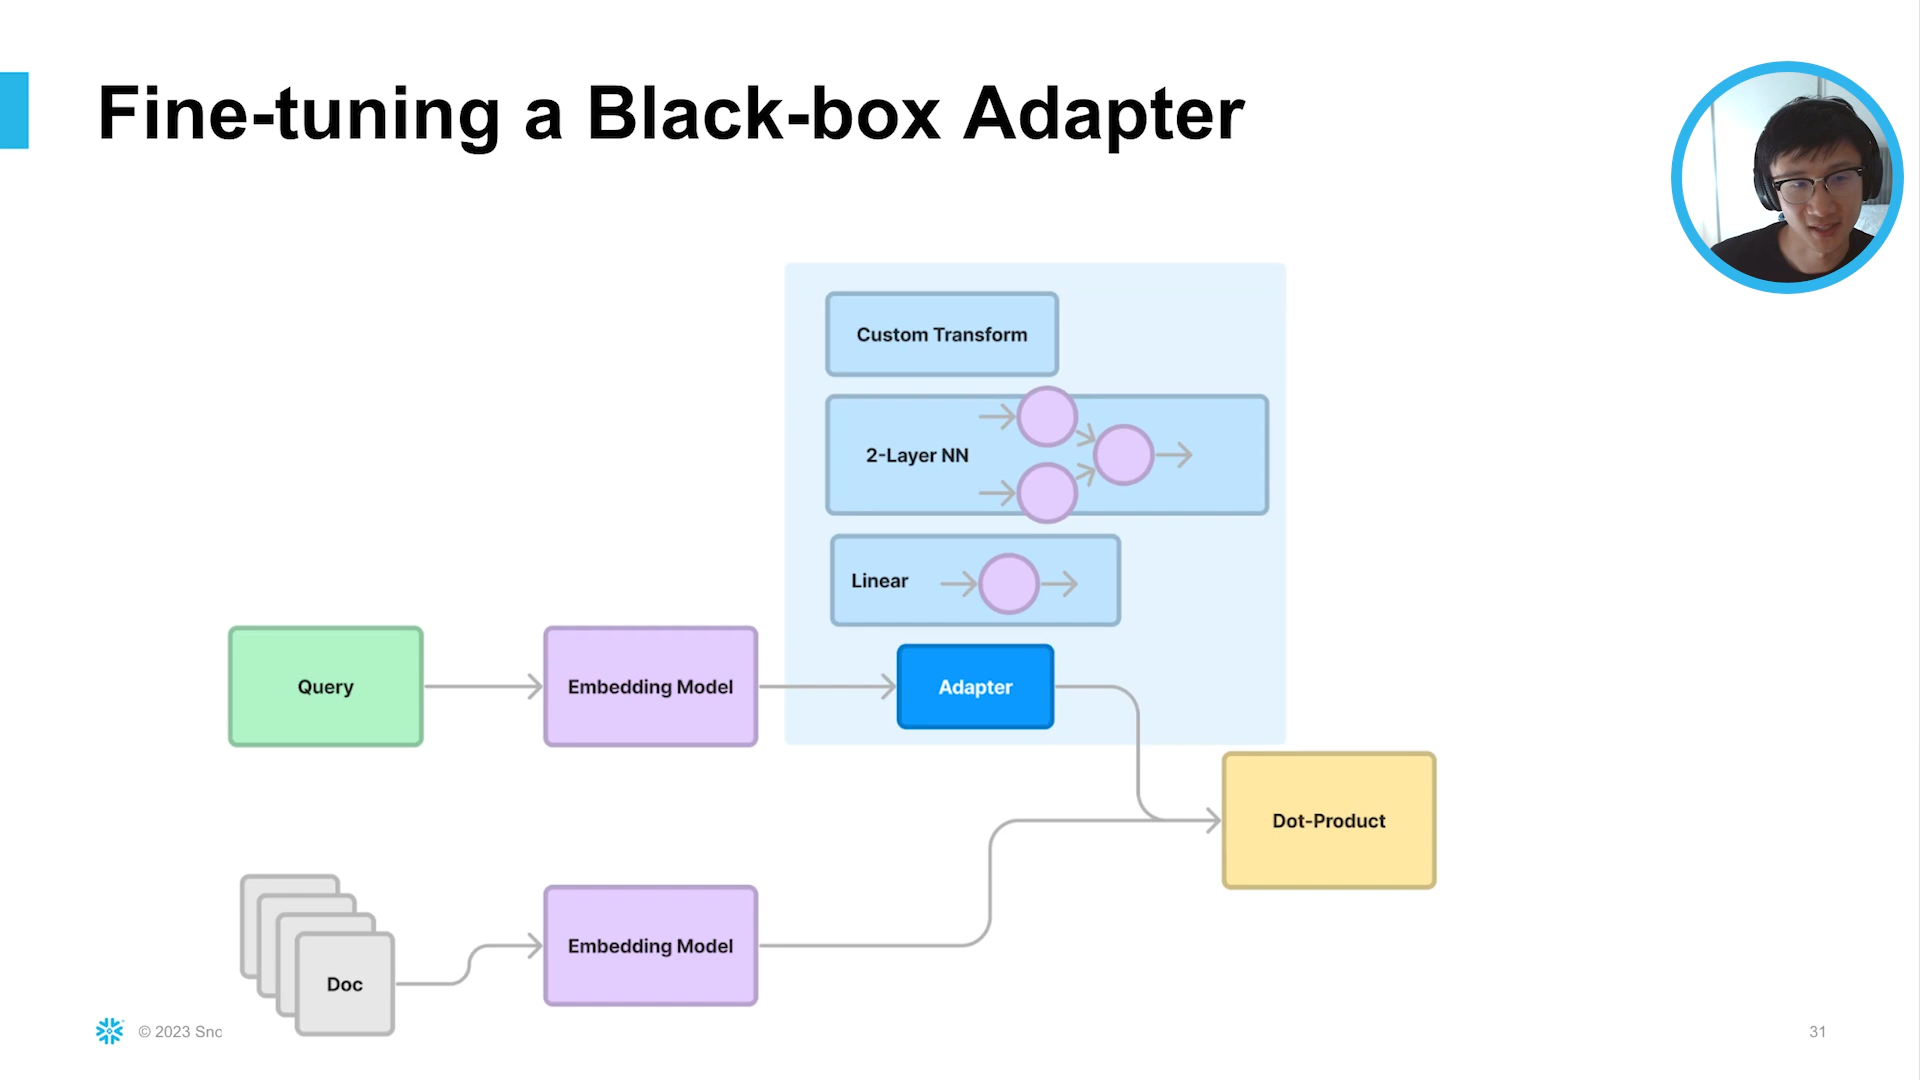 Fine-tuning a Black-box Adapter
Custom Transform
2-Layer NN
Linear
Query
Embedding Model
Adapter
Dot-Product
Embedding Model
Doc
© 2023 Snc
31